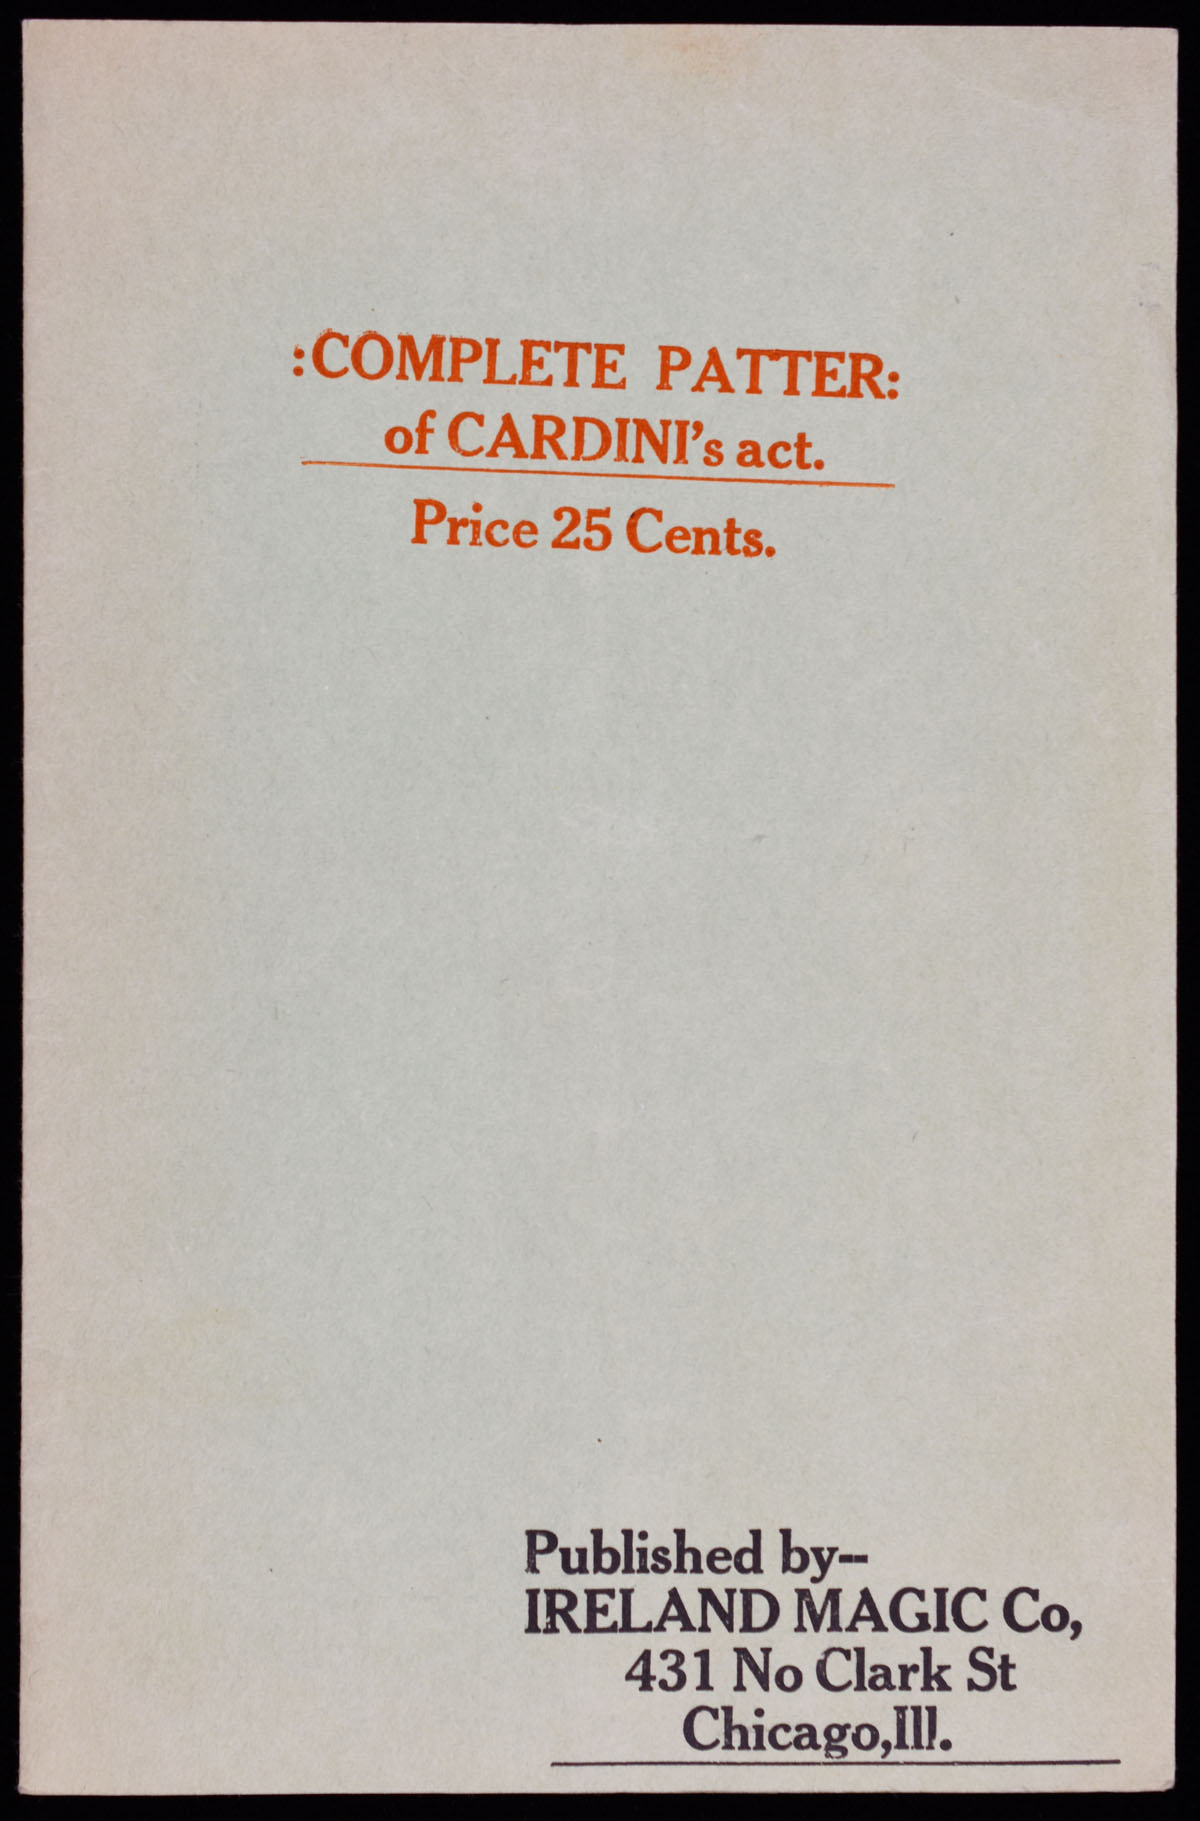 :COMPLETE PATTER:
of CARDINI's act.
Price 25 Cents.
Published by--
IRELAND MAGIC Co,
431 No Clark St
Chicago,Ill.